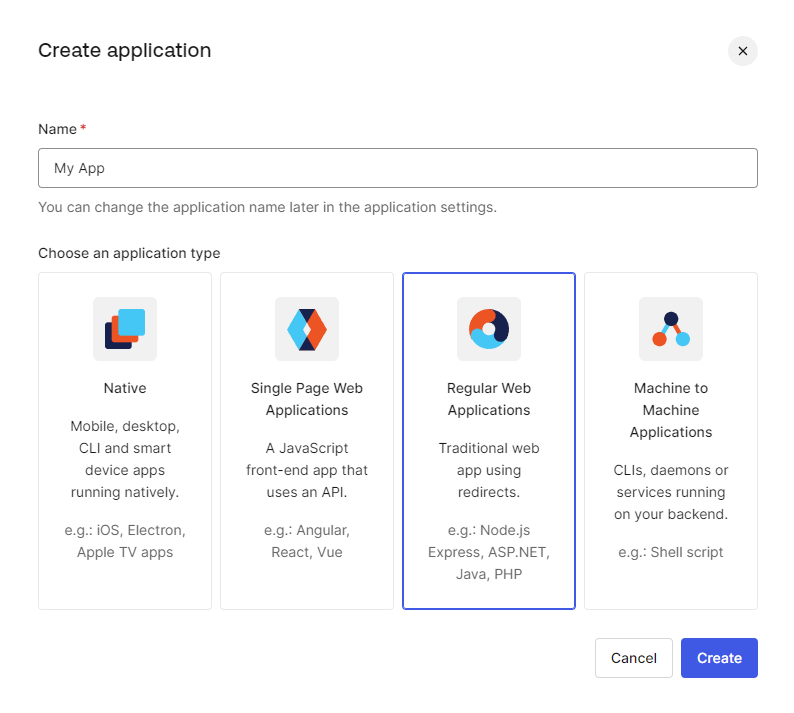 Create application
Name *
My App
You can change the application name later in the application settings.
Choose an application type
Native
Mobile, desktop,
CLI and smart
device apps
running natively.
e.g.: iOS, Electron,
Apple TV apps
Single Page Web
Applications
A JavaScript
front-end app that
uses an API.
e.g.: Angular,
React, Vue
Regular Web
Applications
Traditional web
app using
redirects.
e.g.: Node.js
Express, ASP.NET,
Java, PHP
Machine to
Machine
Applications
CLIs, daemons or
services running
on your backend.
e.g.: Shell script
Cancel
Create